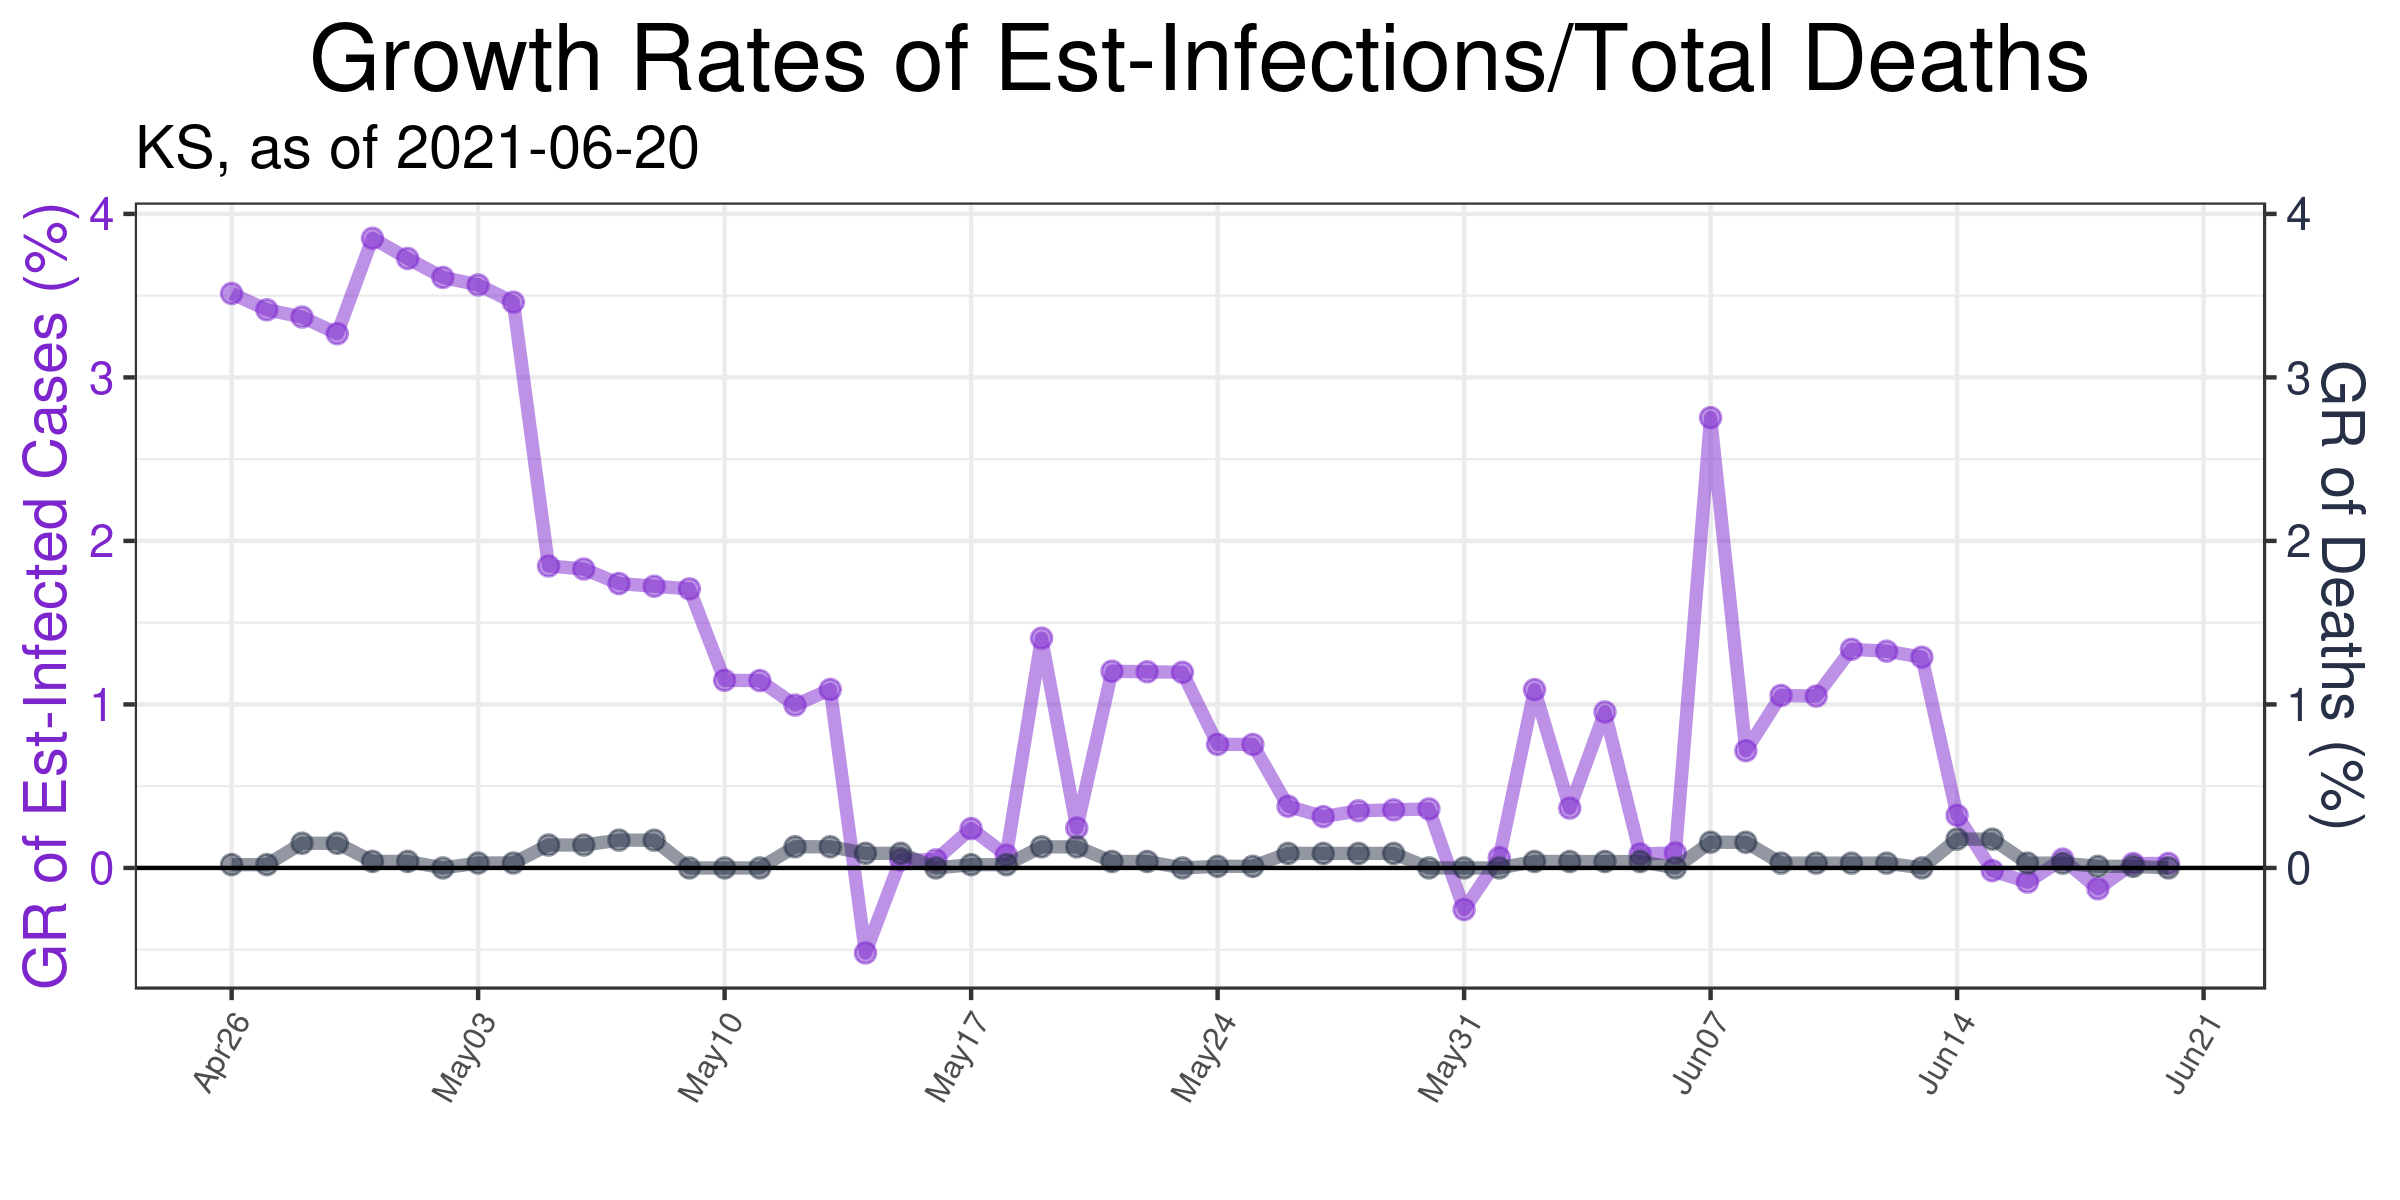 Growth Rates of Est-Infections/Total Deaths
KS, as of 2021-06-20
GR of Est-Infected Cases (%)
4
3
2
1
0
4
3
2
1
0
GR of Deaths (%)
Apr26
May03
May10
May17
May24
May31
Jun07
Jun14
Jun21